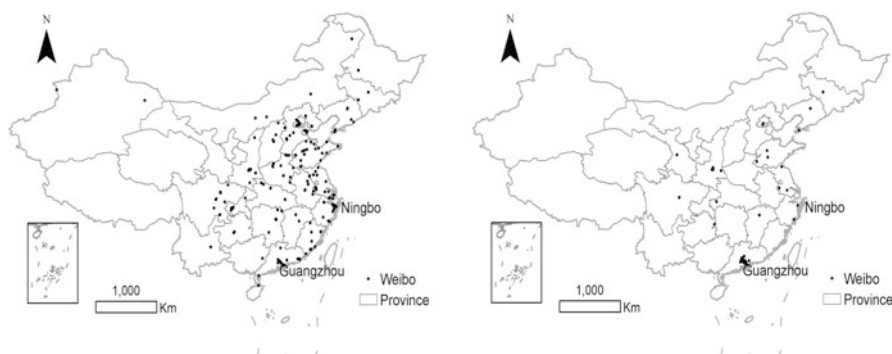 N
Ningbo
Guangzhou
Weibo
Province
1,000
Km
N
Ningbo
Guangzhou
Weibo
Province
1,000
Km